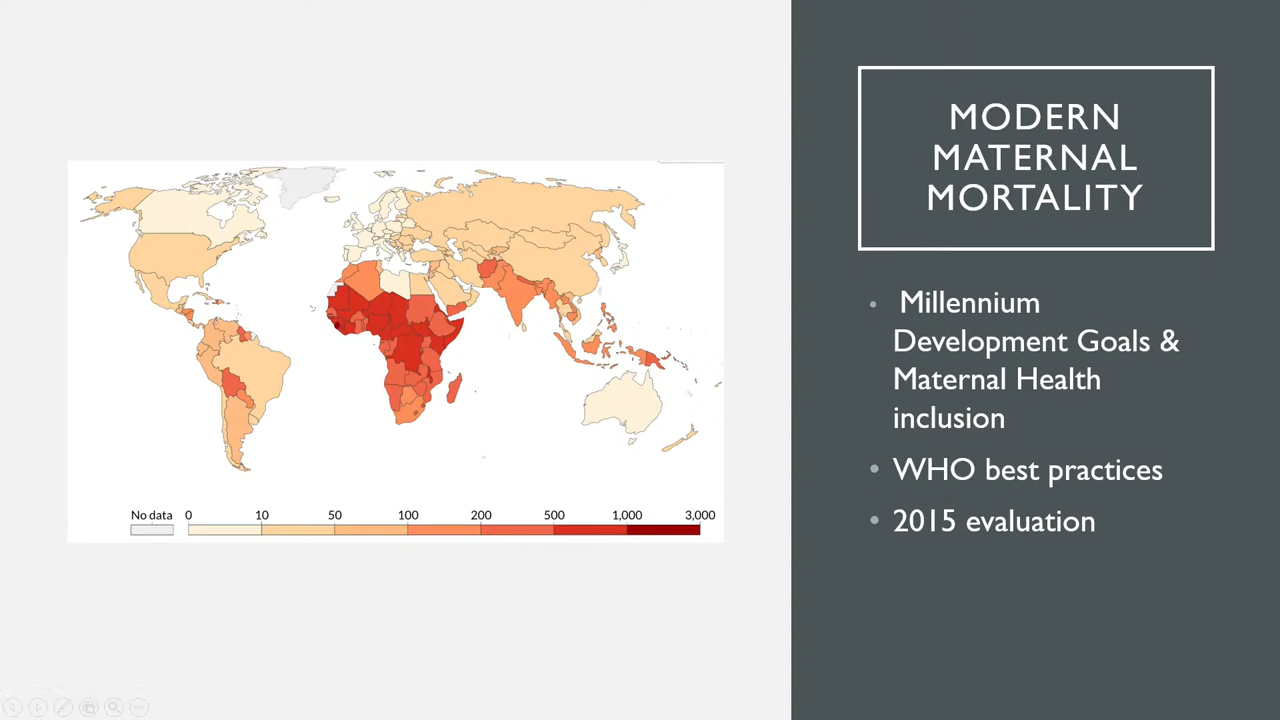 MODERN
MATERNAL
MORTALITY
• Millennium
Development Goals &
Maternal Health
inclusion
• WHO best practices
• 2015 evaluation
No data 0 10 50 100 200 500 1,000 3,000